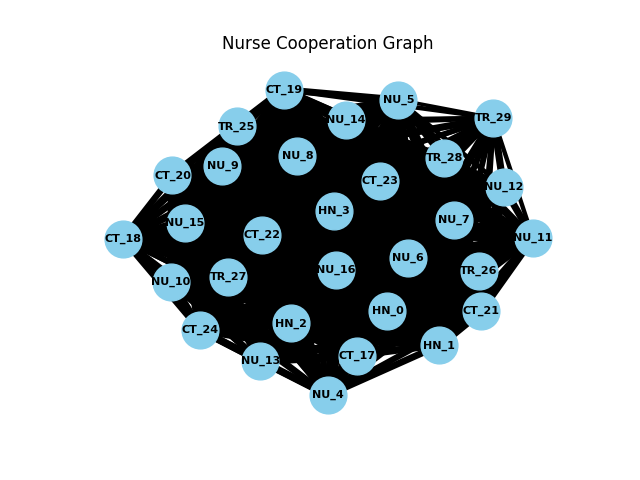 Nurse Cooperation Graph
CT_19
NU_5
NU_14
TR_29
TR_25
NU_8
TR_28
NU_9
CT_20
CT_23
NU_12
HN_3
NU_7
NU_15
CT_22
NU_11
CT_18
NU_6
NU_16
TR_26
TR_27
NU_10
HN_0
CT_21
HN_2
CT_24
HN_1
CT_17
NU_13
NU_4